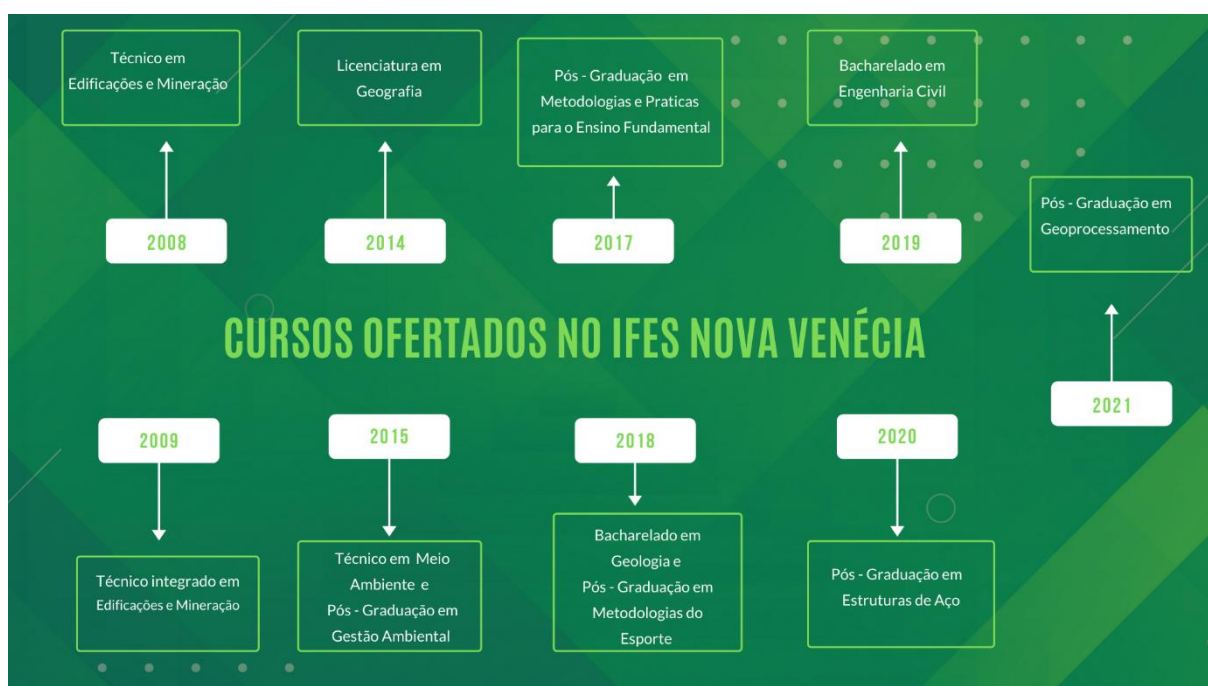 Técnico em
Edificações e Mineração
Licenciatura em
Geografia
Pós - Graduação em
Metodologias e Praticas
para o Ensino Fundamental
Bacharelado em
Engenharia Civil
Pós - Graduação em
Geoprocessamento
2008
2014
2017
2019
CURSOS OFERTADOS NO IFES NOVA VENÉCIA
2021
2009
2015
2018
2020
Técnico integrado em
Edificações e Mineração
Técnico em Meio
Ambiente e
Pós - Graduação em
Gestão Ambiental
Bacharelado em
Geologia e
Pós - Graduação em
Metodologias do
Esporte
Pós - Graduação em
Estruturas de Aço